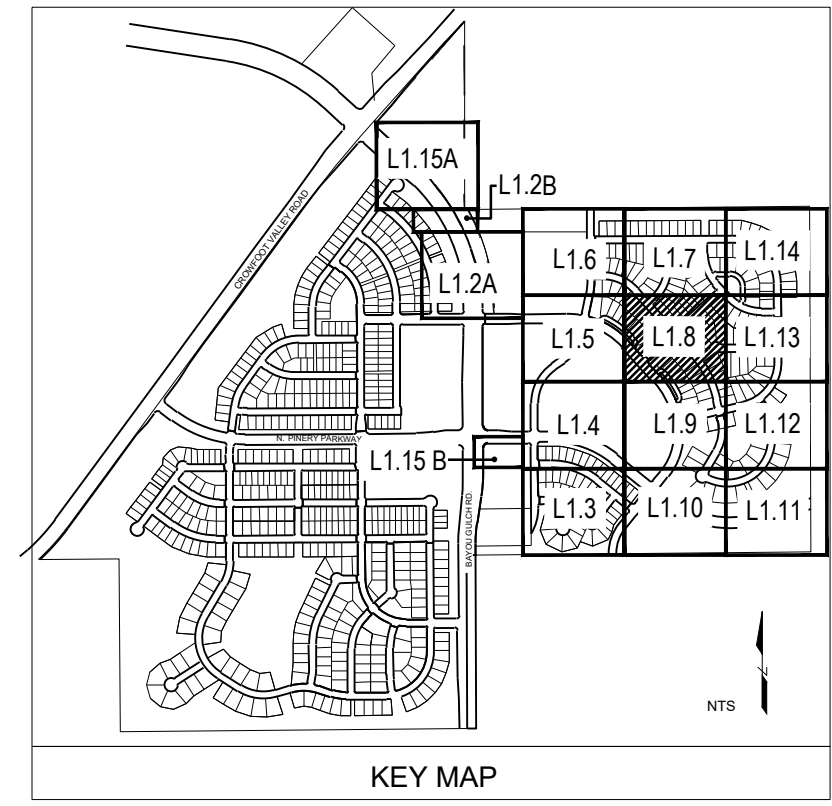 L1.15A
L1.2B
L1.2A
CROWFOOT VALLEY ROAD
L1.6
L1.7
L1.14
L1.5
L1.8
L1.13
L1.4
L1.9
L1.12
N. PINERY PARKWAY
L1.15 B
L1.3
L1.10
L1.11
BAYOU GULCH RD.
NTS
Z
KEY MAP